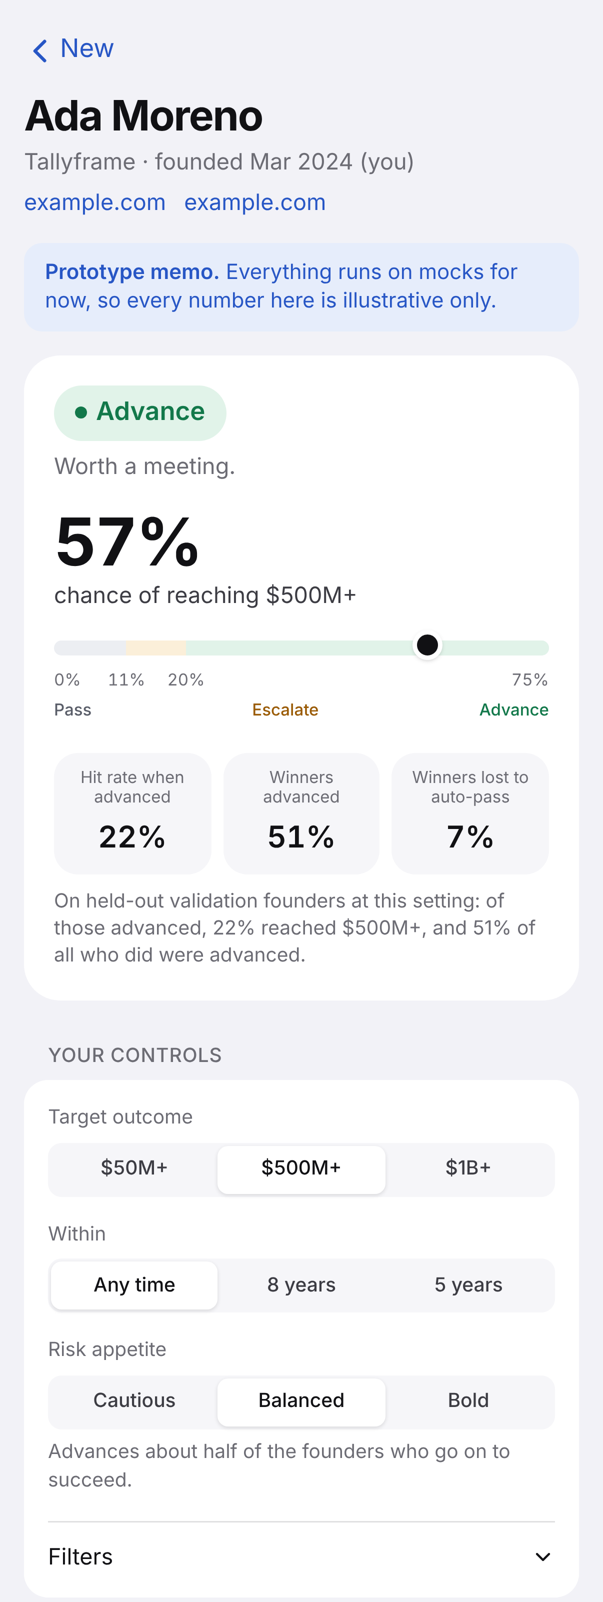 New
Ada Moreno
Tallyframe · founded Mar 2024 (you)
example.com example.com
Prototype memo. Everything runs on mocks for
now, so every number here is illustrative only.
Advance
Worth a meeting.
57%
chance of reaching $500M+
0% 11% 20% 75%
Pass Escalate Advance
Hit rate when
advanced
22%
Winners
advanced
51%
Winners lost to
auto-pass
7%
On held-out validation founders at this setting: of
those advanced, 22% reached $500M+, and 51% of
all who did were advanced.
YOUR CONTROLS
Target outcome
$50M+ $500M+ $1B+
Within
Any time 8 years 5 years
Risk appetite
Cautious Balanced Bold
Advances about half of the founders who go on to
succeed.
Filters